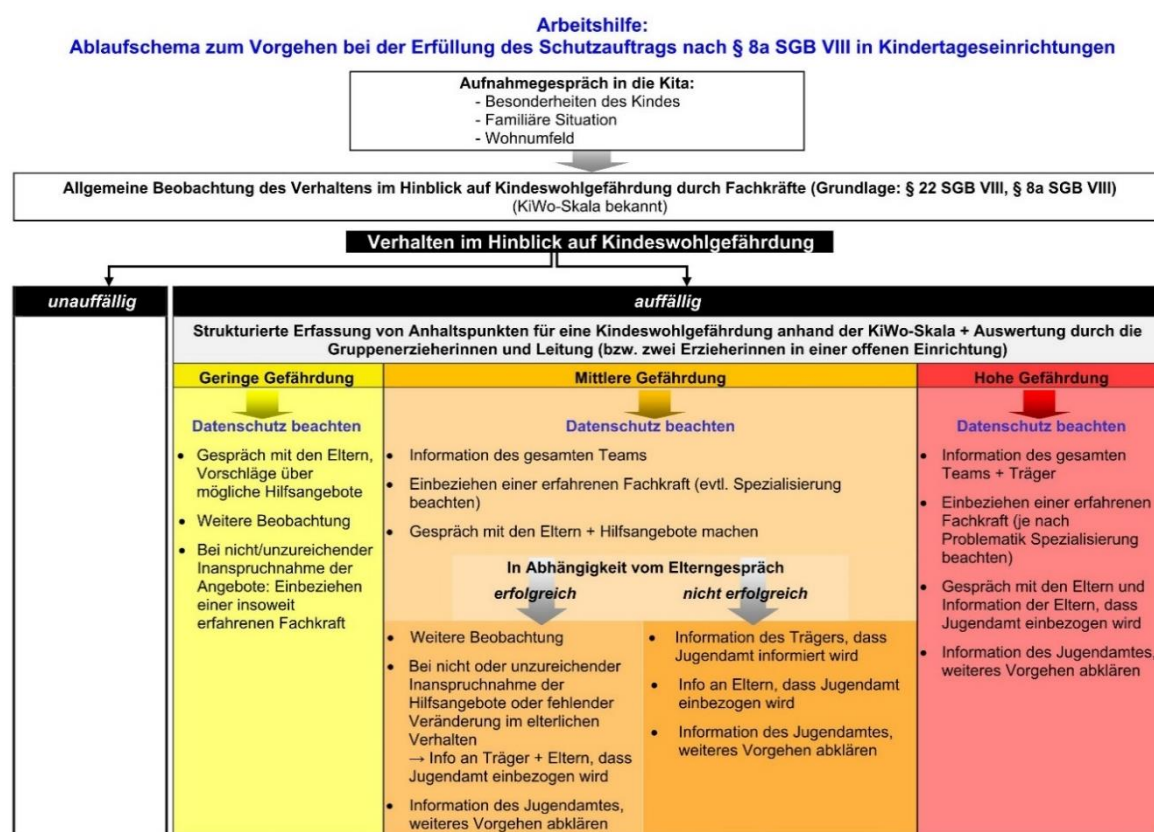 Arbeitshilfe:
Ablaufschema zum Vorgehen bei der Erfüllung des Schutzauftrags nach § 8a SGB VIII in Kindertageseinrichtungen
Aufnahmegespräch in die Kita:
- Besonderheiten des Kindes
- Familiäre Situation
- Wohnumfeld
Allgemeine Beobachtung des Verhaltens im Hinblick auf Kindeswohlgefährdung durch Fachkräfte (Grundlage: § 22 SGB VIII, § 8a SGB VIII)
(KiWo-Skala bekannt)
Verhalten im Hinblick auf Kindeswohlgefährdung
unauffällig
auffällig
Strukturierte Erfassung von Anhaltspunkten für eine Kindeswohlgefährdung anhand der KiWo-Skala + Auswertung durch die
Gruppenerzieherinnen und Leitung (bzw. zwei Erzieherinnen in einer offenen Einrichtung)
Geringe Gefährdung
Datenschutz beachten
• Gespräch mit den Eltern,
Vorschläge über
mögliche Hilfsangebote
• Weitere Beobachtung
• Bei nicht/unzureichender
Inanspruchnahme der
Angebote: Einbeziehen
einer insoweit
erfahrenen Fachkraft
Mittlere Gefährdung
Datenschutz beachten
• Information des gesamten Teams
• Einbeziehen einer erfahrenen Fachkraft (evtl. Spezialisierung
beachten)
• Gespräch mit den Eltern + Hilfsangebote machen
In Abhängigkeit vom Elterngespräch
erfolgreich
nicht erfolgreich
• Weitere Beobachtung
• Bei nicht oder unzureichender
Inanspruchnahme der
Hilfsangebote oder fehlender
Veränderung im elterlichen
Verhalten
→ Info an Träger + Eltern, dass
Jugendamt einbezogen wird
• Information des Jugendamtes,
weiteres Vorgehen abklären
• Information des Trägers, dass
Jugendamt informiert wird
• Info an Eltern, dass Jugendamt
einbezogen wird
• Information des Jugendamtes,
weiteres Vorgehen abklären
Hohe Gefährdung
Datenschutz beachten
• Information des gesamten
Teams + Träger
• Einbeziehen einer erfahrenen
Fachkraft (je nach
Problematik Spezialisierung
beachten)
• Gespräch mit den Eltern und
Information der Eltern, dass
Jugendamt einbezogen wird
• Information des Jugendamtes,
weiteres Vorgehen abklären